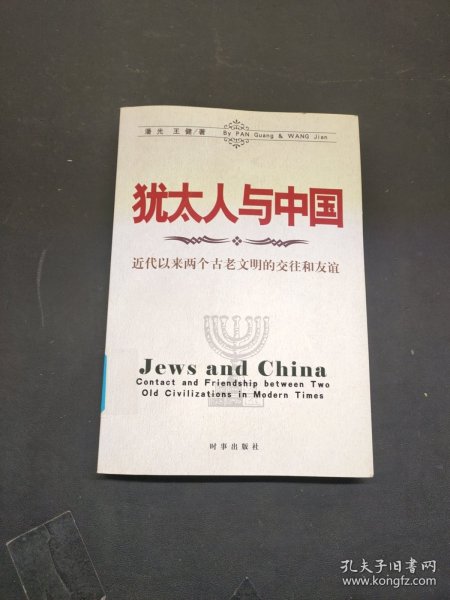 潘光 王健/著
By PAN Guang & WANG Jian
犹太人与中国
近代以来两个古老文明的交往和友谊
Jews and China
Contact and Friendship between Two
Old Civilizations in Modern Times
时事出版社
孔夫子旧书网
www.kongfz.com